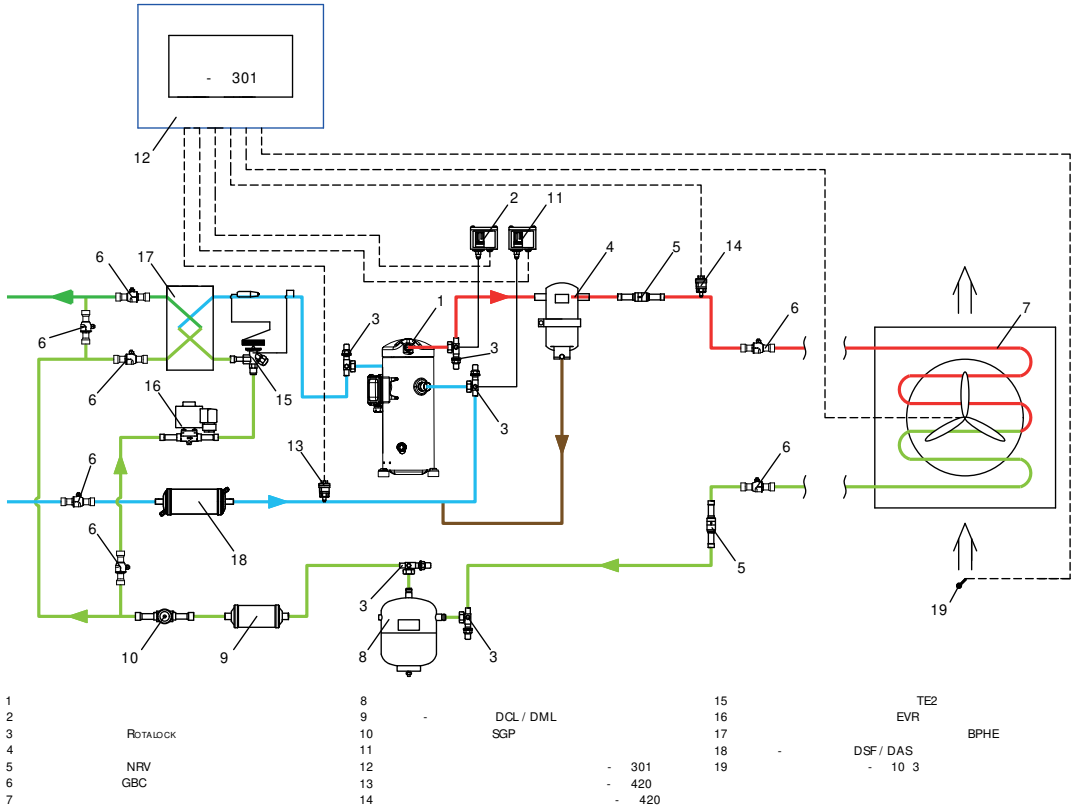 - 301
12
2
11
6
17
1
4
5
14
3
6
7
3
6
6
15
16
3
13
6
6
18
6
5
3
19
10
9
8
3
1
2
3 ROTALOCK
4
5 NRV
6 GBC
7
8
9 - DCL / DML
10 SGP
11
12 - 301
13 - 420
14 - 420
15 TE2
16 EVR
17 BPHE
18 - DSF / DAS
19 - 10 3